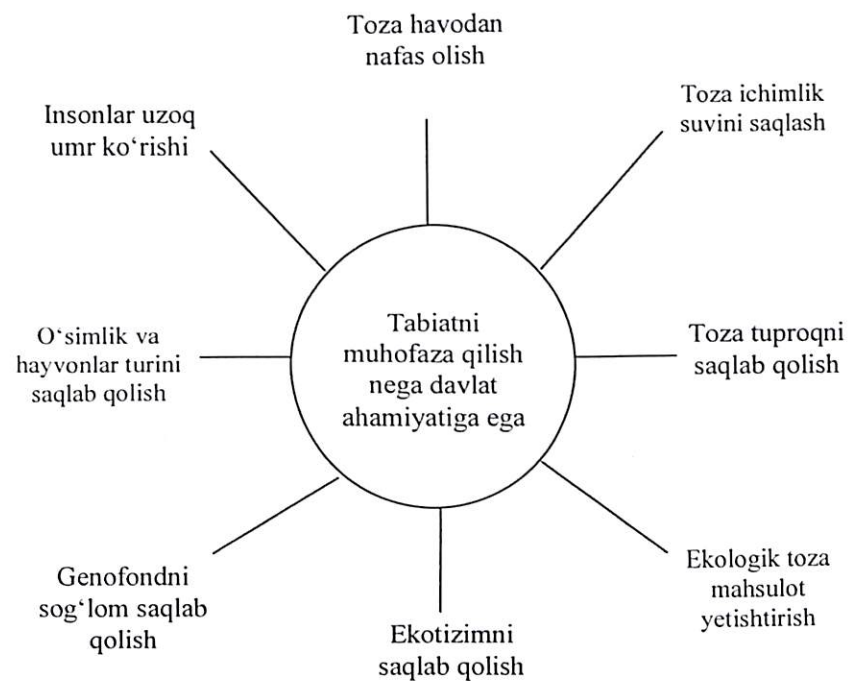 Toza havodan
nafas olish
Toza ichimlik
suvini saqlash
Toza tuproqni
saqlab qolish
Ekologik toza
mahsulot
yetishtirish
Ekotizimni
saqlab qolish
Genofondni
sog‘lom saqlab
qolish
O‘simlik va
hayvonlar turini
saqlab qolish
Insonlar uzoq
umr ko‘rishi
Tabiatni
muhofaza qilish
nega davlat
ahamiyatiga ega